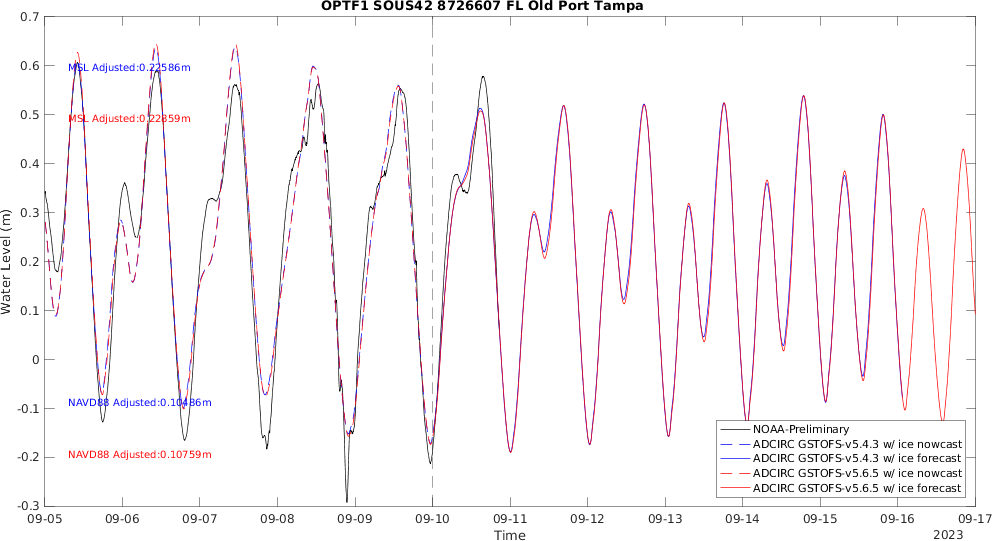 OPTF1 SOUS42 8726607 FL Old Port Tampa
0.7
0.6
0.5
0.4
0.3
0.2
0.1
0
-0.1
-0.2
-0.3
Water Level (m)
MSL Adjusted:0.22586m
MSL Adjusted:0.22859m
NAVD88 Adjusted:0.10486m
NAVD88 Adjusted:0.10759m
NOAA-Preliminary
ADCIRC GSTOFS-v5.4.3 w/ ice nowcast
ADCIRC GSTOFS-v5.4.3 w/ ice forecast
ADCIRC GSTOFS-v5.6.5 w/ ice nowcast
ADCIRC GSTOFS-v5.6.5 w/ ice forecast
09-05 09-06 09-07 09-08 09-09 09-10 09-11 09-12 09-13 09-14 09-15 09-16 09-17
Time
2023